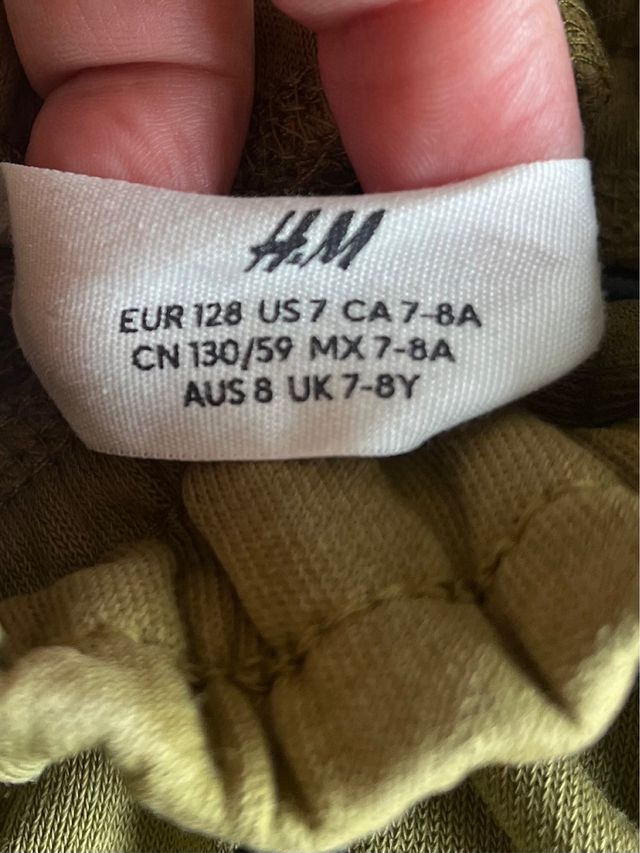 H&M
EUR 128 US 7 CA 7-8A
CN 130/59 MX 7-8A
AUS 8 UK 7-8Y